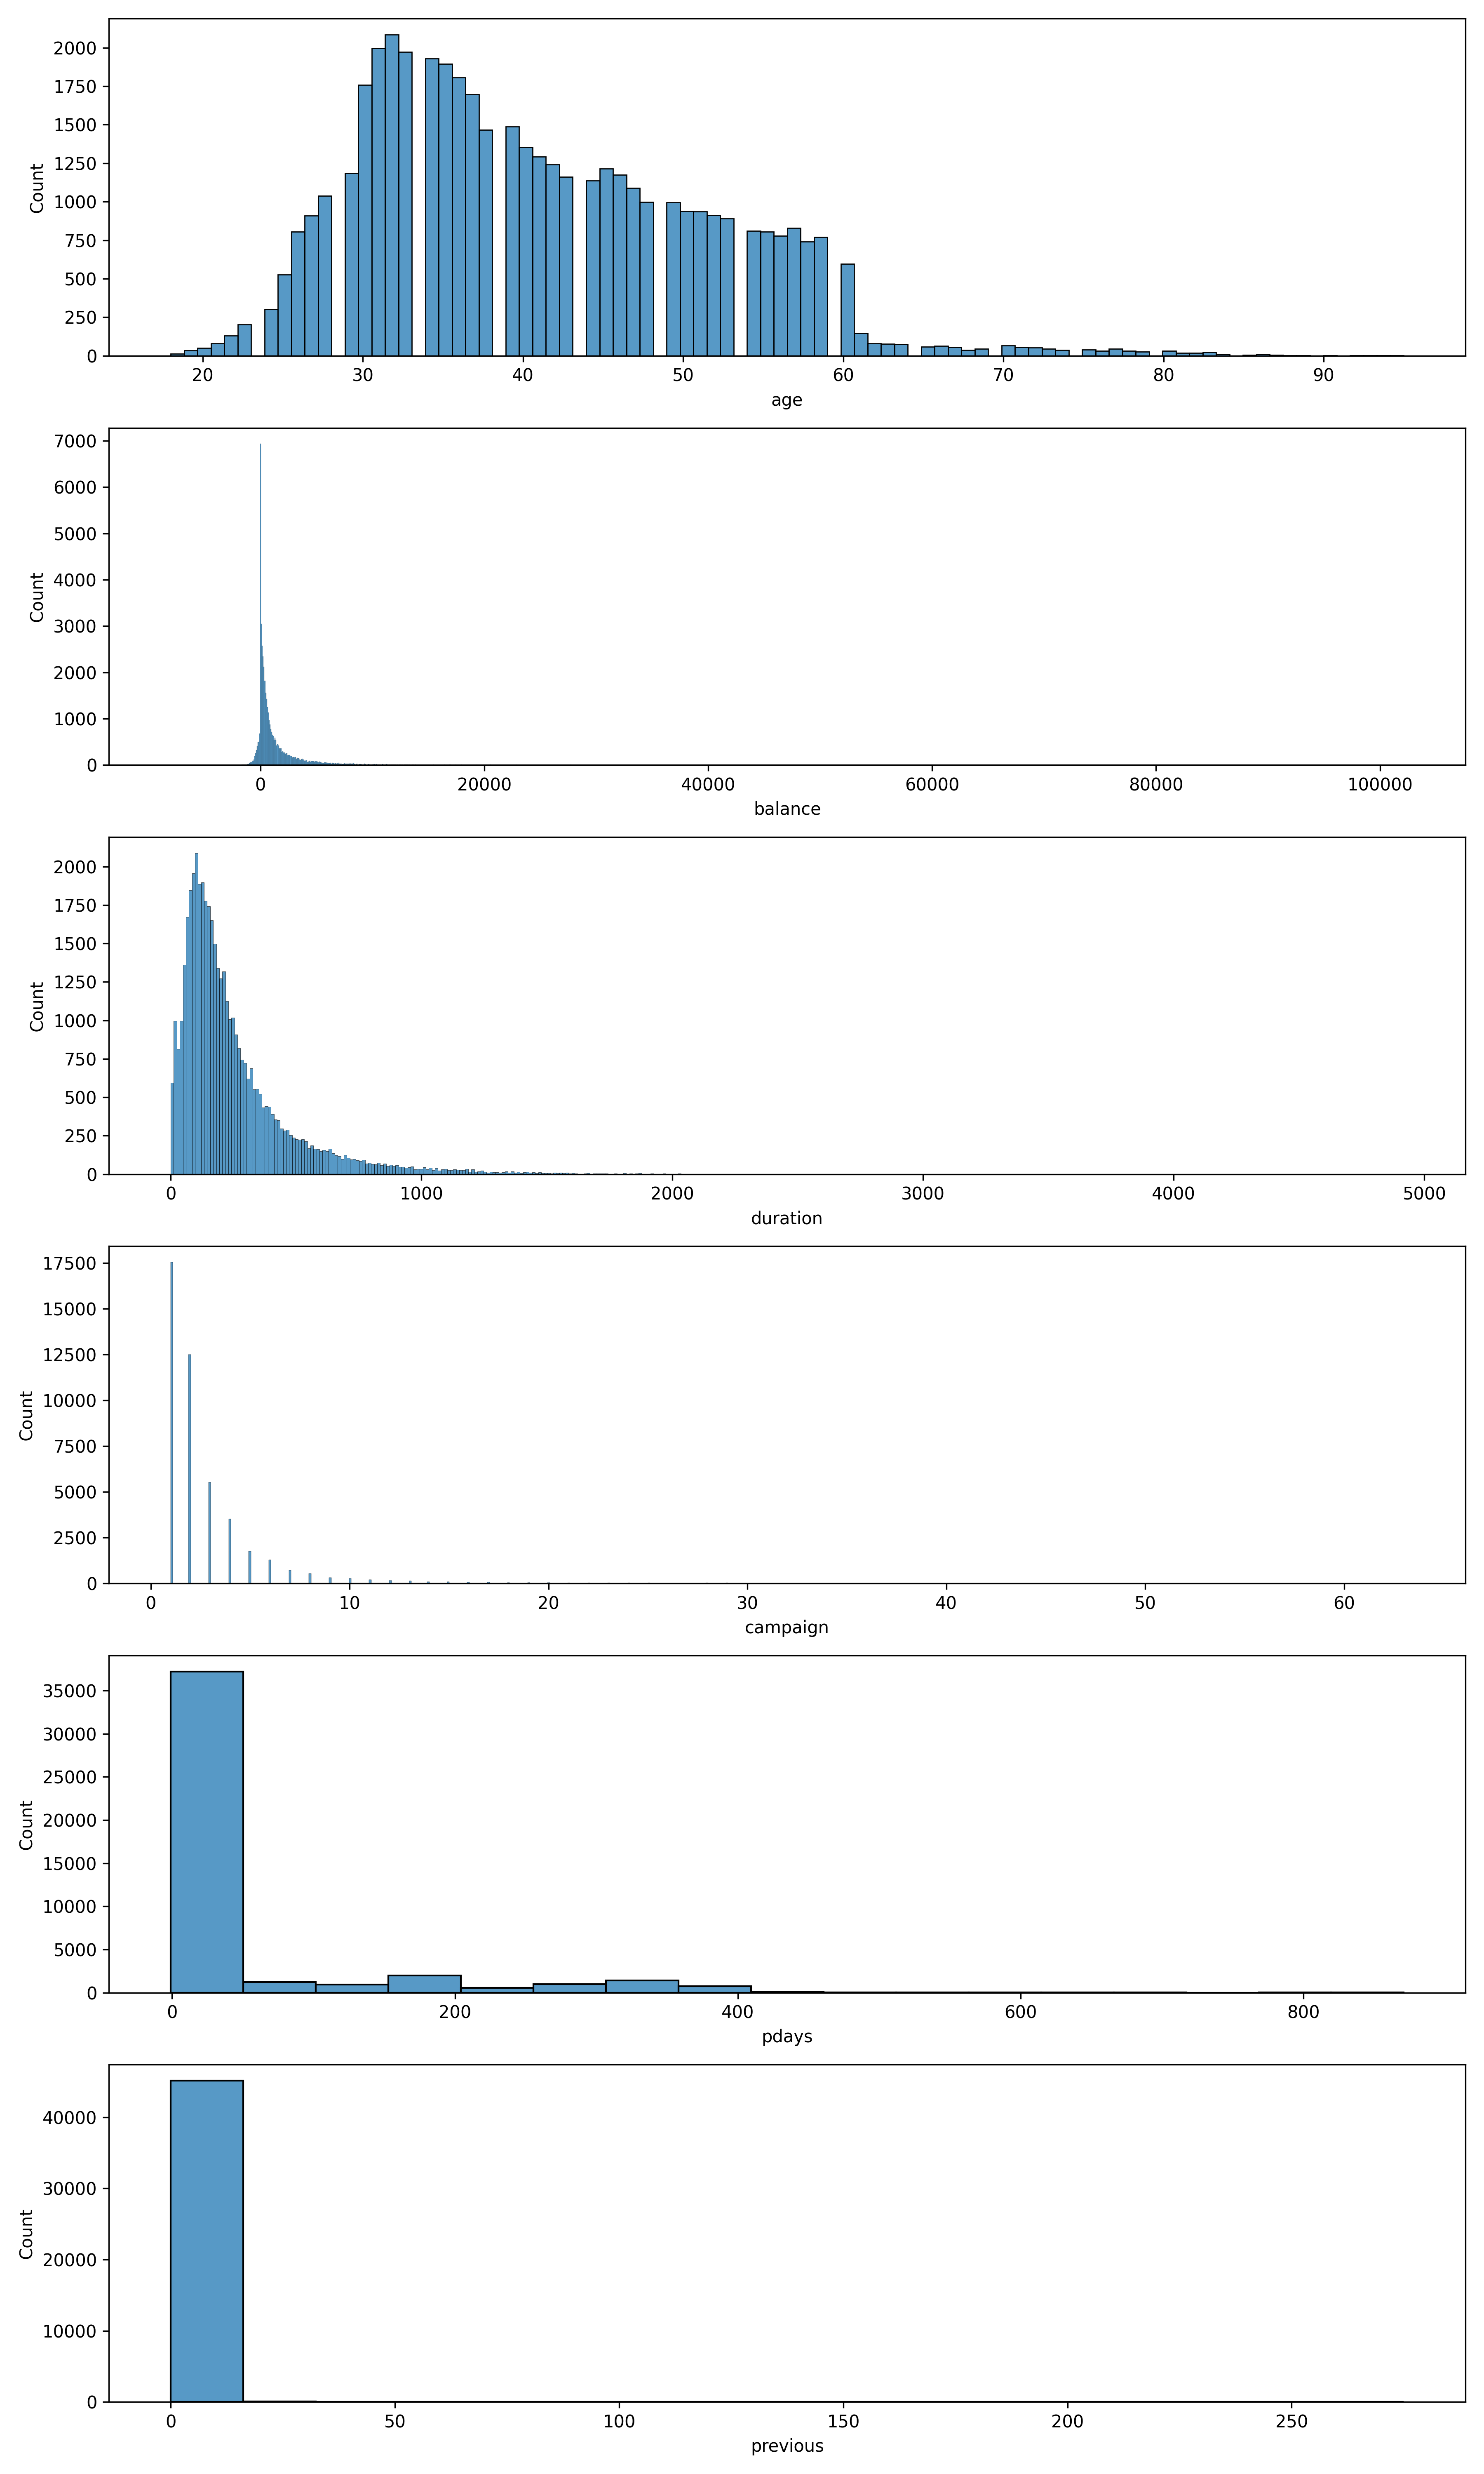 2000
1750
1500
1250
1000
750
500
250
0
Count
20 30 40 50 60 70 80 90
age
7000
6000
5000
4000
3000
2000
1000
0
Count
0 20000 40000 60000 80000 100000
balance
2000
1750
1500
1250
1000
750
500
250
0
Count
0 1000 2000 3000 4000 5000
duration
17500
15000
12500
10000
7500
5000
2500
0
Count
0 10 20 30 40 50 60
campaign
35000
30000
25000
20000
15000
10000
5000
0
Count
0 200 400 600 800
pdays
40000
30000
20000
10000
0
Count
0 50 100 150 200 250
previous